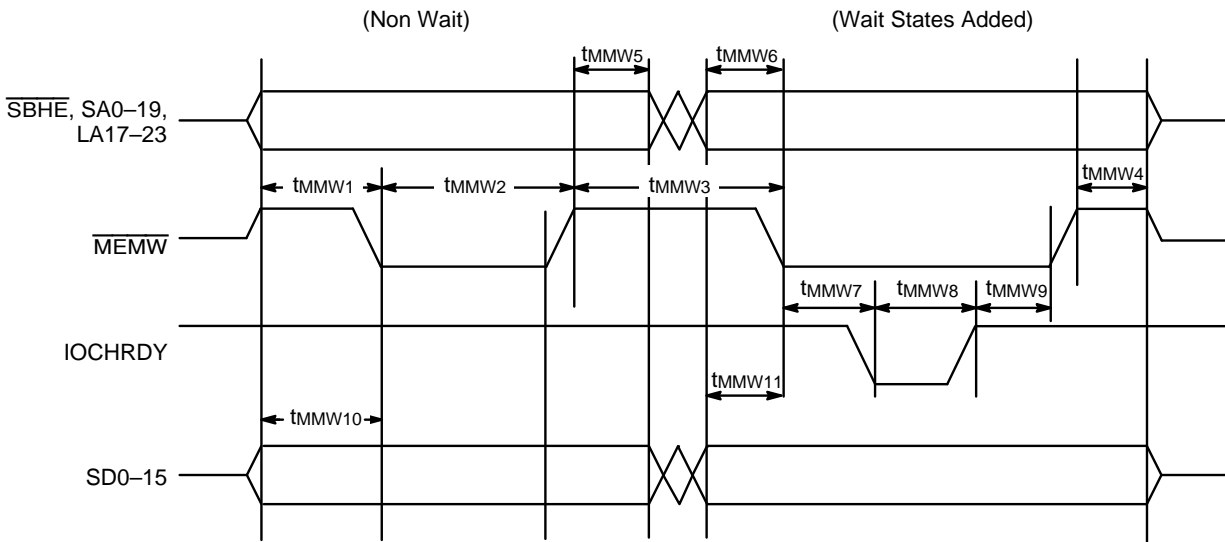 (Non Wait) (Wait States Added)
tMMW5 tMMW6
SBHE, SA0–19,
LA17–23
tMMW1 tMMW2 tMMW3 tMMW4
MEMW
tMMW7 tMMW8 tMMW9
IOCHRDY
tMMW11
tMMW10
SD0–15